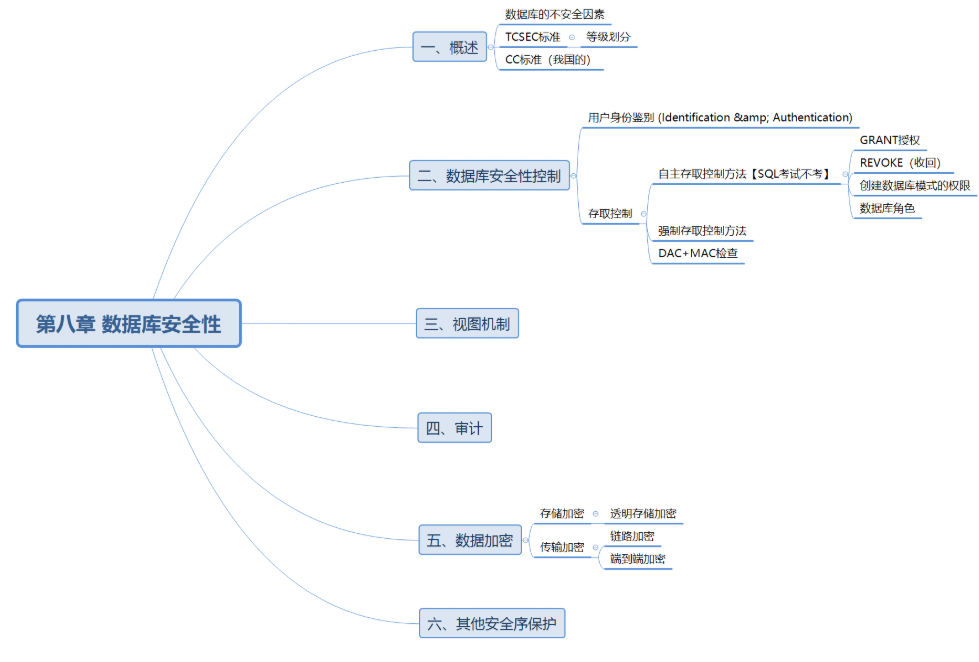 第八章 数据库安全性
一、概述
数据库的不安全因素
TCSEC标准
等级划分
CC标准（我国的）
二、数据库安全性控制
用户身份鉴别 (Identification &amp; Authentication)
存取控制
自主存取控制方法【SQL考试不考】
GRANT授权
REVOKE（收回）
创建数据库模式的权限
数据库角色
强制存取控制方法
DAC+MAC检查
三、视图机制
四、审计
五、数据加密
存储加密
透明存储加密
传输加密
链路加密
端到端加密
六、其他安全序保护